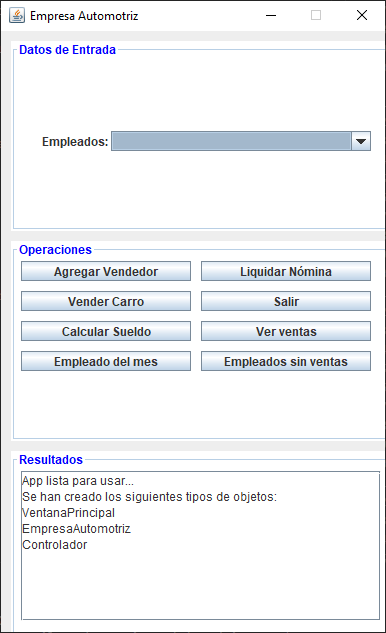 Empresa Automotriz
Datos de Entrada
Empleados:
Operaciones
Agregar Vendedor
Liquidar Nómina
Vender Carro
Salir
Calcular Sueldo
Ver ventas
Empleado del mes
Empleados sin ventas
Resultados
App lista para usar...
Se han creado los siguientes tipos de objetos:
VentanaPrincipal
EmpresaAutomotriz
Controlador